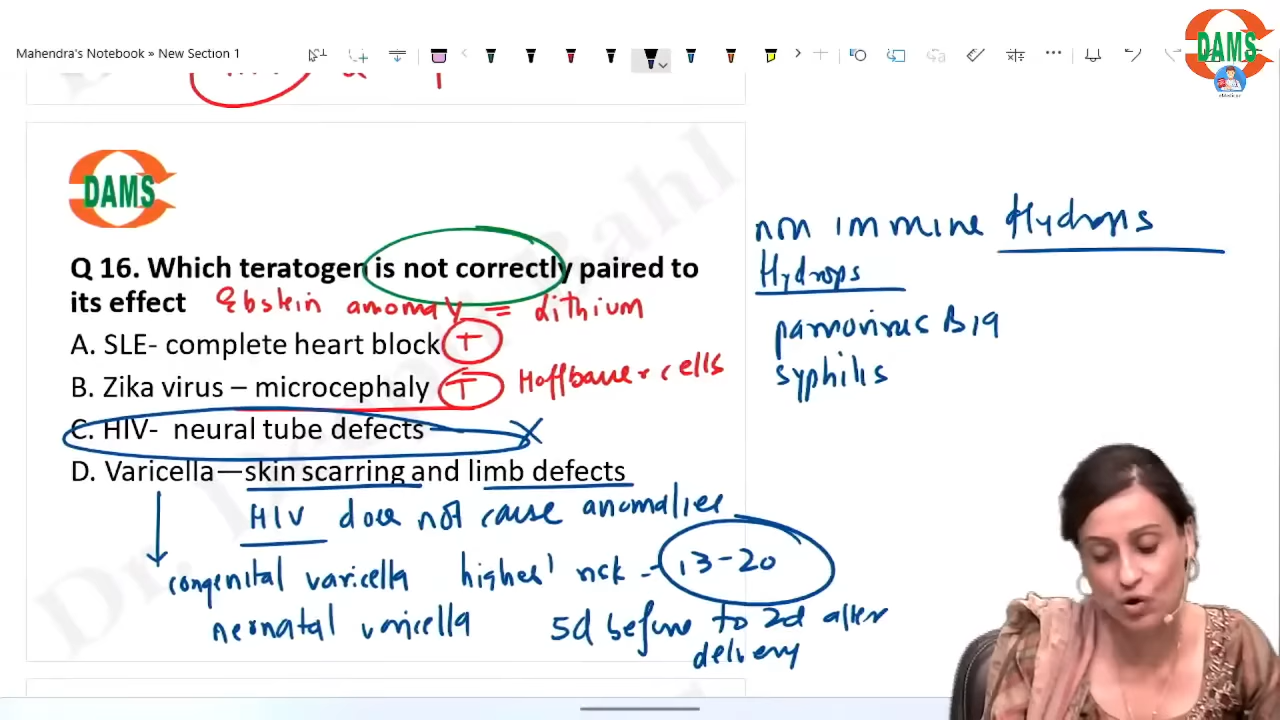 Mahendra's Notebook » New Section 1
DAMS
DAMS
Q 16. Which teratogen is not correctly paired to
its effect Ebstein anomaly = Lithium
A. SLE- complete heart block T
B. Zika virus – microcephaly T Hoffbauer cells
C. HIV- neural tube defects X
D. Varicella—skin scarring and limb defects
HIV does not cause anomalies
congenital varicella highest risk - 13-20
neonatal varicella 5d before to 2d after
delivery
non immune Hydrops
Hydrops
parvovirus B19
syphilis